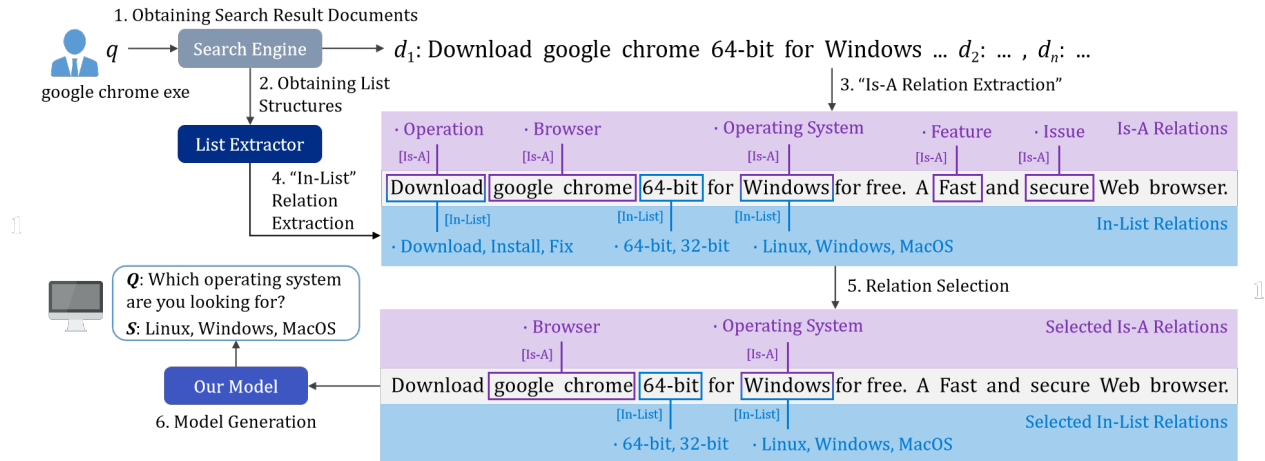 1. Obtaining Search Result Documents
q
Search Engine
d1: Download google chrome 64-bit for Windows ... d2: ... , dn: ...
google chrome exe
2. Obtaining List
Structures
3. “Is-A Relation Extraction”
List Extractor
· Operation
· Browser
· Operating System
· Feature
· Issue
Is-A Relations
[Is-A]
[Is-A]
[Is-A]
[Is-A]
[Is-A]
4. “In-List”
Relation
Extraction
Download google chrome 64-bit for Windows for free. A Fast and secure Web browser.
[In-List]
[In-List]
[In-List]
In-List Relations
· Download, Install, Fix
· 64-bit, 32-bit
· Linux, Windows, MacOS
1
1
Q: Which operating system
are you looking for?
S: Linux, Windows, MacOS
5. Relation Selection
· Browser
· Operating System
Selected Is-A Relations
[Is-A]
[Is-A]
Our Model
Download google chrome 64-bit for Windows for free. A Fast and secure Web browser.
6. Model Generation
[In-List]
[In-List]
Selected In-List Relations
· 64-bit, 32-bit
· Linux, Windows, MacOS